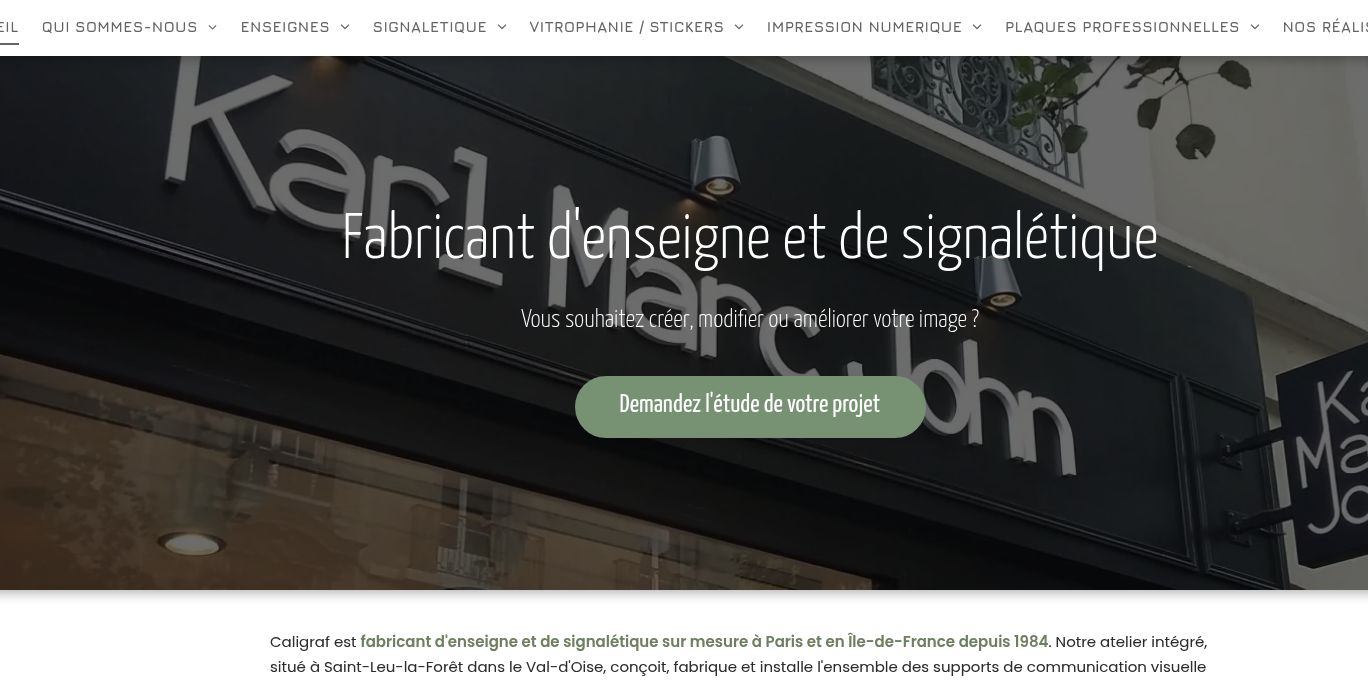 EIL QUI SOMMES-NOUS ENSEIGNES SIGNALETIQUE VITROPHANIE / STICKERS IMPRESSION NUMERIQUE PLAQUES PROFESSIONNELLES NOS RÉALIS
Karl Marc John
Fabricant d'enseigne et de signalétique
Vous souhaitez créer, modifier ou améliorer votre image ?
Demandez l'étude de votre projet
Ka
Ma
Jo
Caligraf est fabricant d'enseigne et de signalétique sur mesure à Paris et en Île-de-France depuis 1984. Notre atelier intégré,
situé à Saint-Leu-la-Forêt dans le Val-d'Oise, conçoit, fabrique et installe l'ensemble des supports de communication visuelle